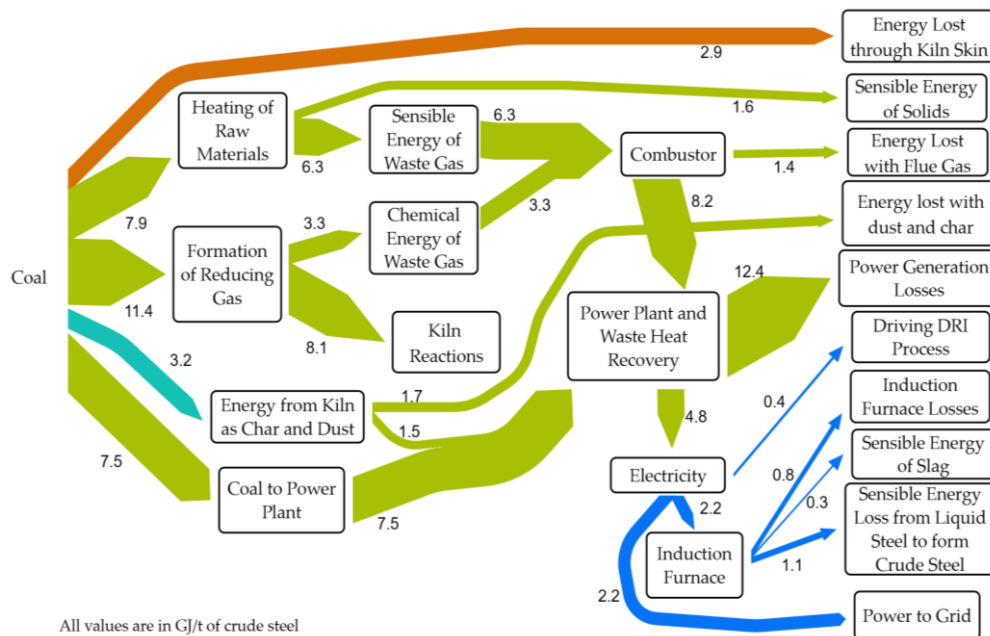 Energy Lost
through Kiln Skin
2.9
Heating of
Raw
Materials
Sensible
Energy of
Waste Gas
6.3
1.6
Sensible Energy
of Solids
Combustor
1.4
Energy Lost
with Flue Gas
6.3
7.9
3.3
Chemical
Energy of
Waste Gas
3.3
8.2
Energy lost with
dust and char
Coal
Formation
of Reducing
Gas
12.4
Power Generation
Losses
11.4
8.1
Kiln
Reactions
Power Plant and
Waste Heat
Recovery
Driving DRI
Process
3.2
Energy from Kiln
as Char and Dust
1.7
1.5
4.8
0.4
Induction
Furnace Losses
7.5
Coal to Power
Plant
7.5
Electricity
2.2
0.8
0.3
Sensible Energy
of Slag
Induction
Furnace
1.1
Sensible Energy
Loss from Liquid
Steel to form
Crude Steel
2.2
Power to Grid
All values are in GJ/t of crude steel